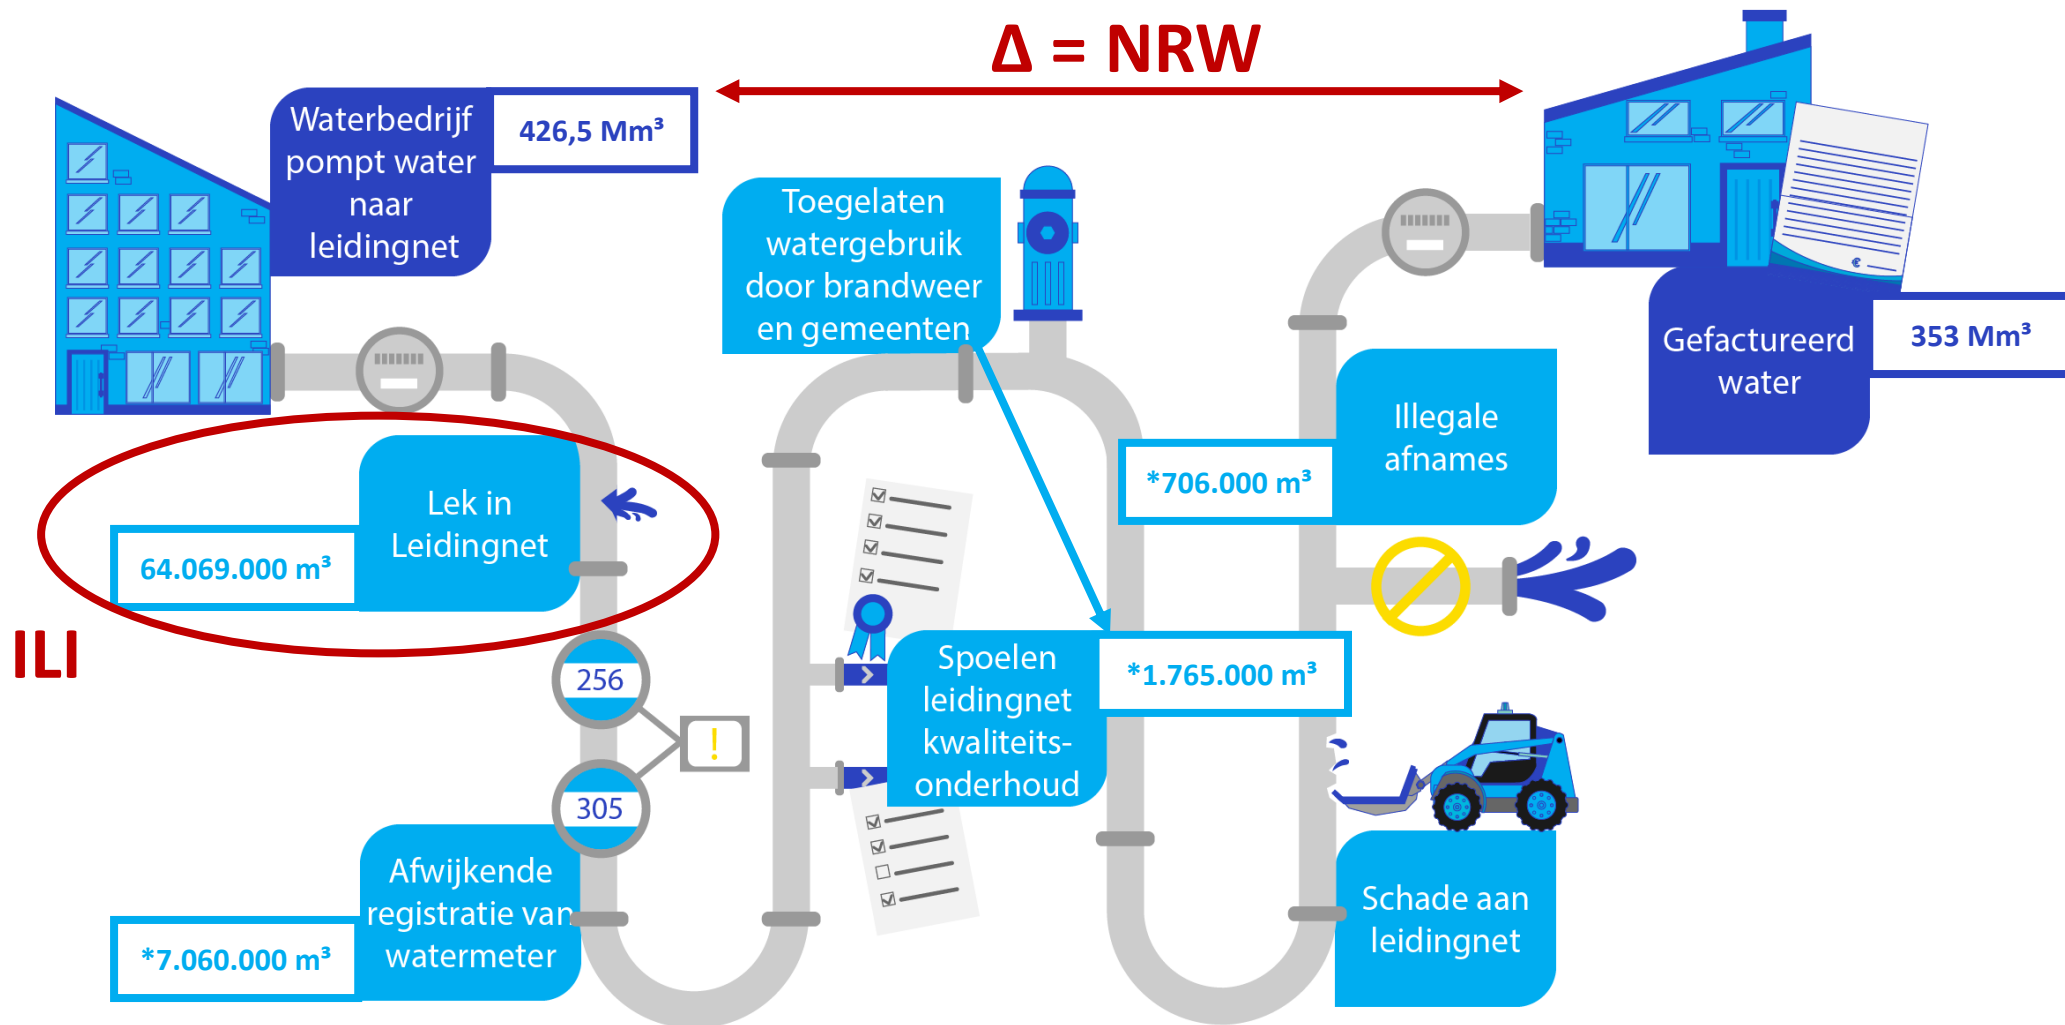 Δ = NRW
Waterbedrijf
pompt water
naar
leidingnet
426,5 Mm³
Toegelaten
watergebruik
door brandweer
en gemeenten
Gefactureerd
water
353 Mm³
€
Illegale
afnames
*706.000 m³
Lek in
Leidingnet
64.069.000 m³
ILI
256
!
305
Spoelen
leidingnet
kwaliteits-
onderhoud
*1.765.000 m³
Afwijkende
registratie van
watermeter
*7.060.000 m³
Schade aan
leidingnet